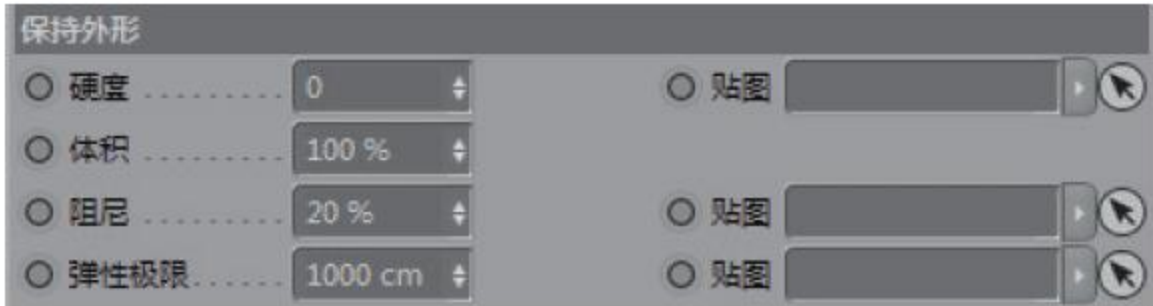 保持外形
硬度 ......... 0 贴图
体积 ......... 100 %
阻尼 ......... 20 % 贴图
弹性极限 ...... 1000 cm 贴图